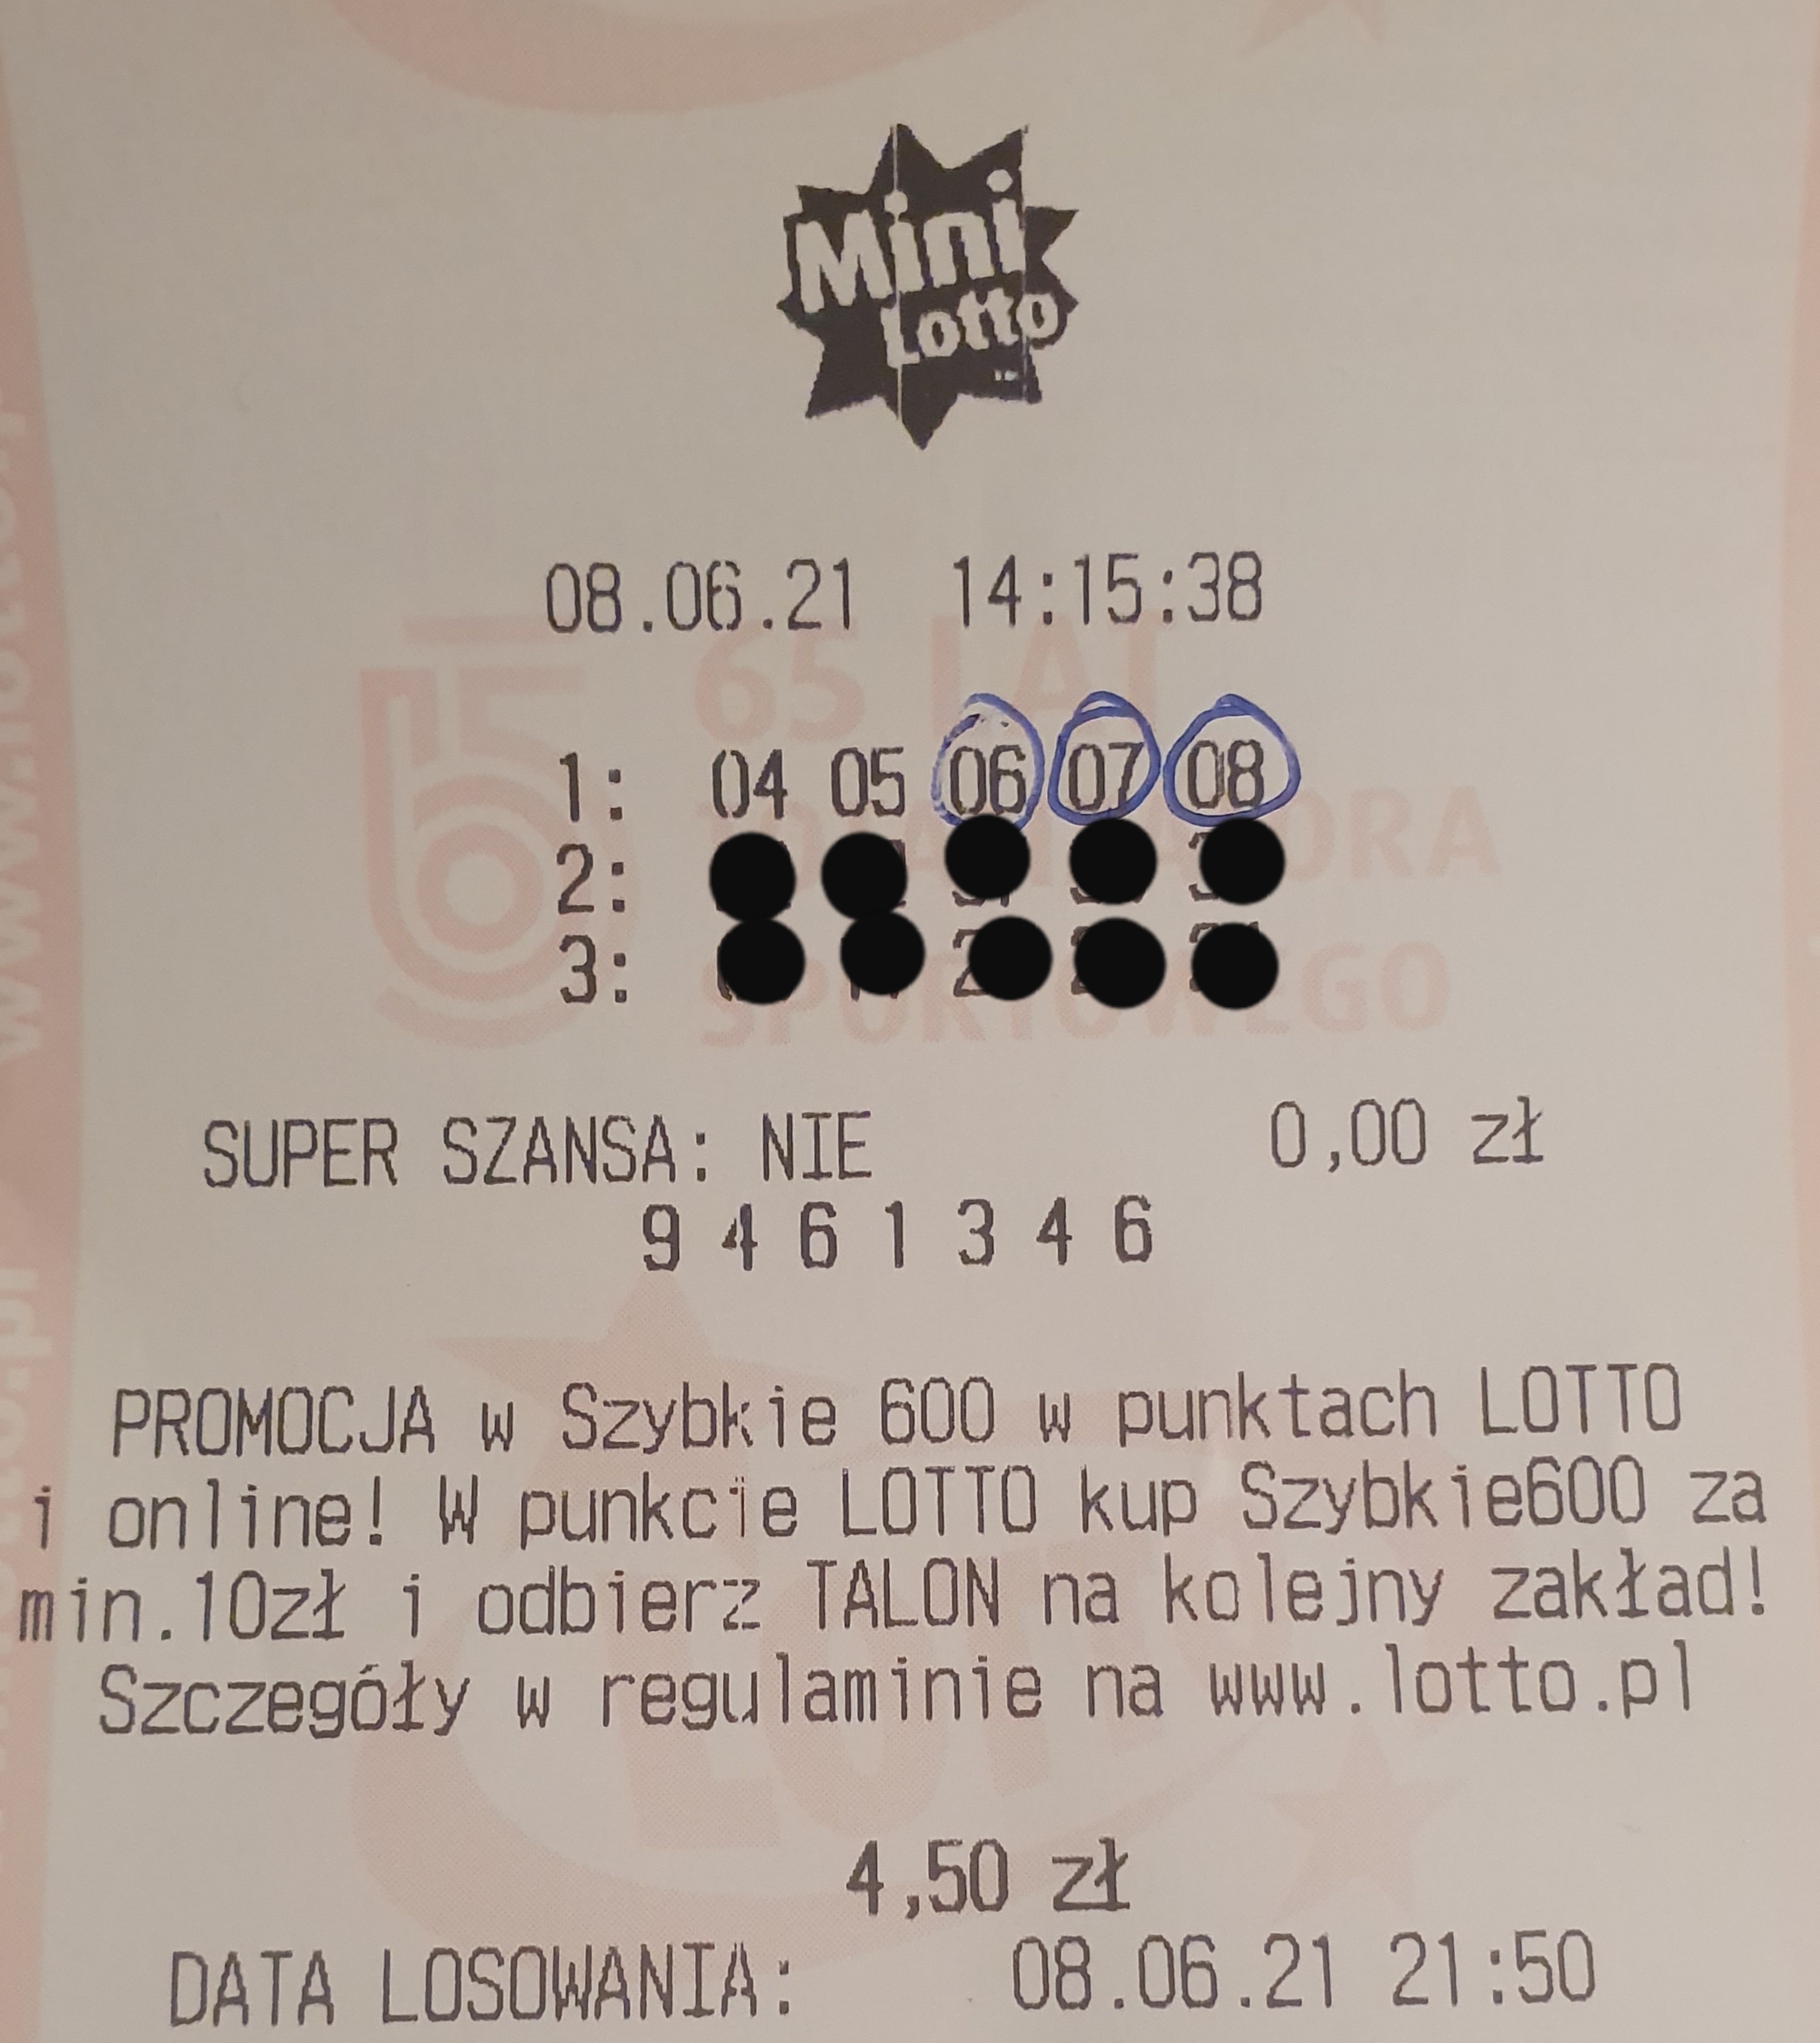 Mini
Lotto
08.06.21 14:15:38
65 LAT
1: 04 05 06 07 08
2:
3:
SPORTOWEGO
SUPER SZANSA: NIE 0,00 zł
9 4 6 1 3 4 6
PROMOCJA w Szybkie 600 w punktach LOTTO
i online! W punkcie LOTTO kup Szybkie600 za
min.10zł i odbierz TALON na kolejny zakład!
Szczegóły w regulaminie na www.lotto.pl
4,50 zł
DATA LOSOWANIA: 08.06.21 21:50